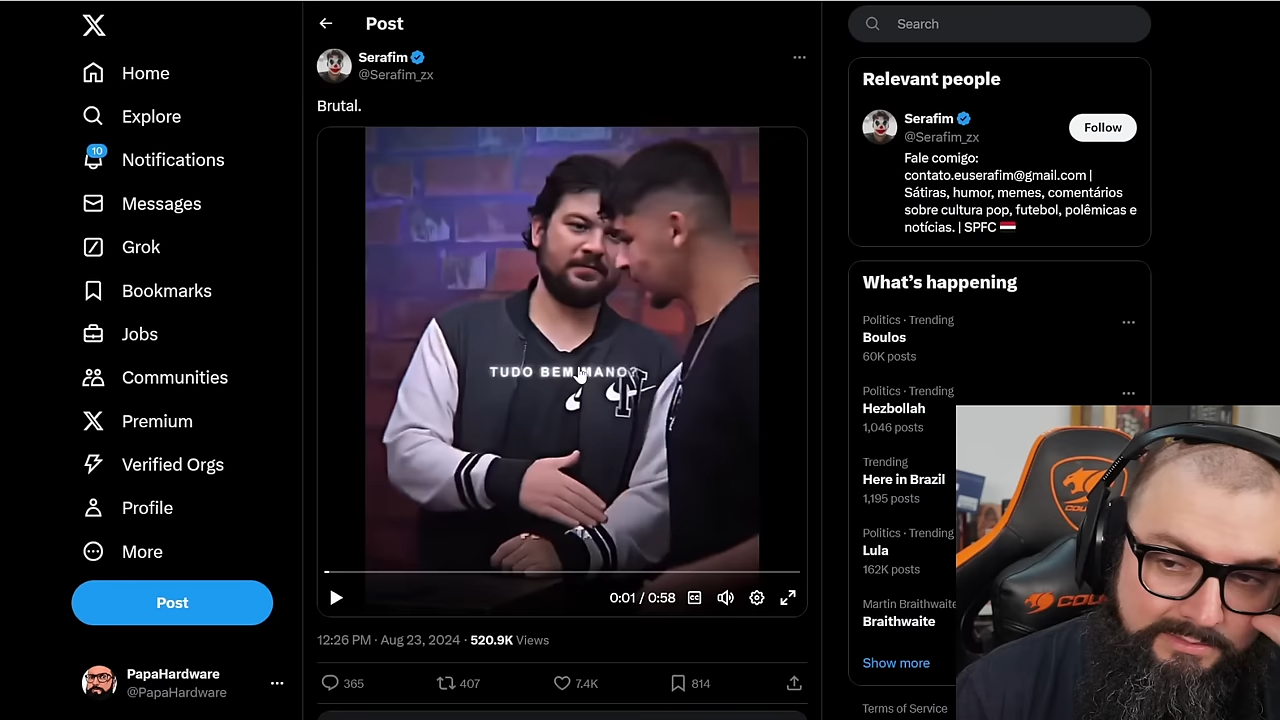 Home
Explore
10
Notifications
Messages
Grok
Bookmarks
Jobs
Communities
Premium
Verified Orgs
Profile
More
Post
PapaHardware
@PapaHardware
Post
Serafim
@Serafim_zx
Brutal.
TUDO BEM MANO?
0:01 / 0:58
12:26 PM · Aug 23, 2024 · 520.9K Views
365
407
7.4K
814
Search
Relevant people
Serafim
@Serafim_zx
Follow
Fale comigo:
contato.euserafim@gmail.com |
Sátiras, humor, memes, comentários
sobre cultura pop, futebol, polêmicas e
notícias. | SPFC
What's happening
Politics · Trending
Boulos
60K posts
Politics · Trending
Hezbollah
1,046 posts
Trending
Here in Brazil
1,195 posts
Politics · Trending
Lula
162K posts
Martin Braithwaite
Braithwaite
Show more
Terms of Service